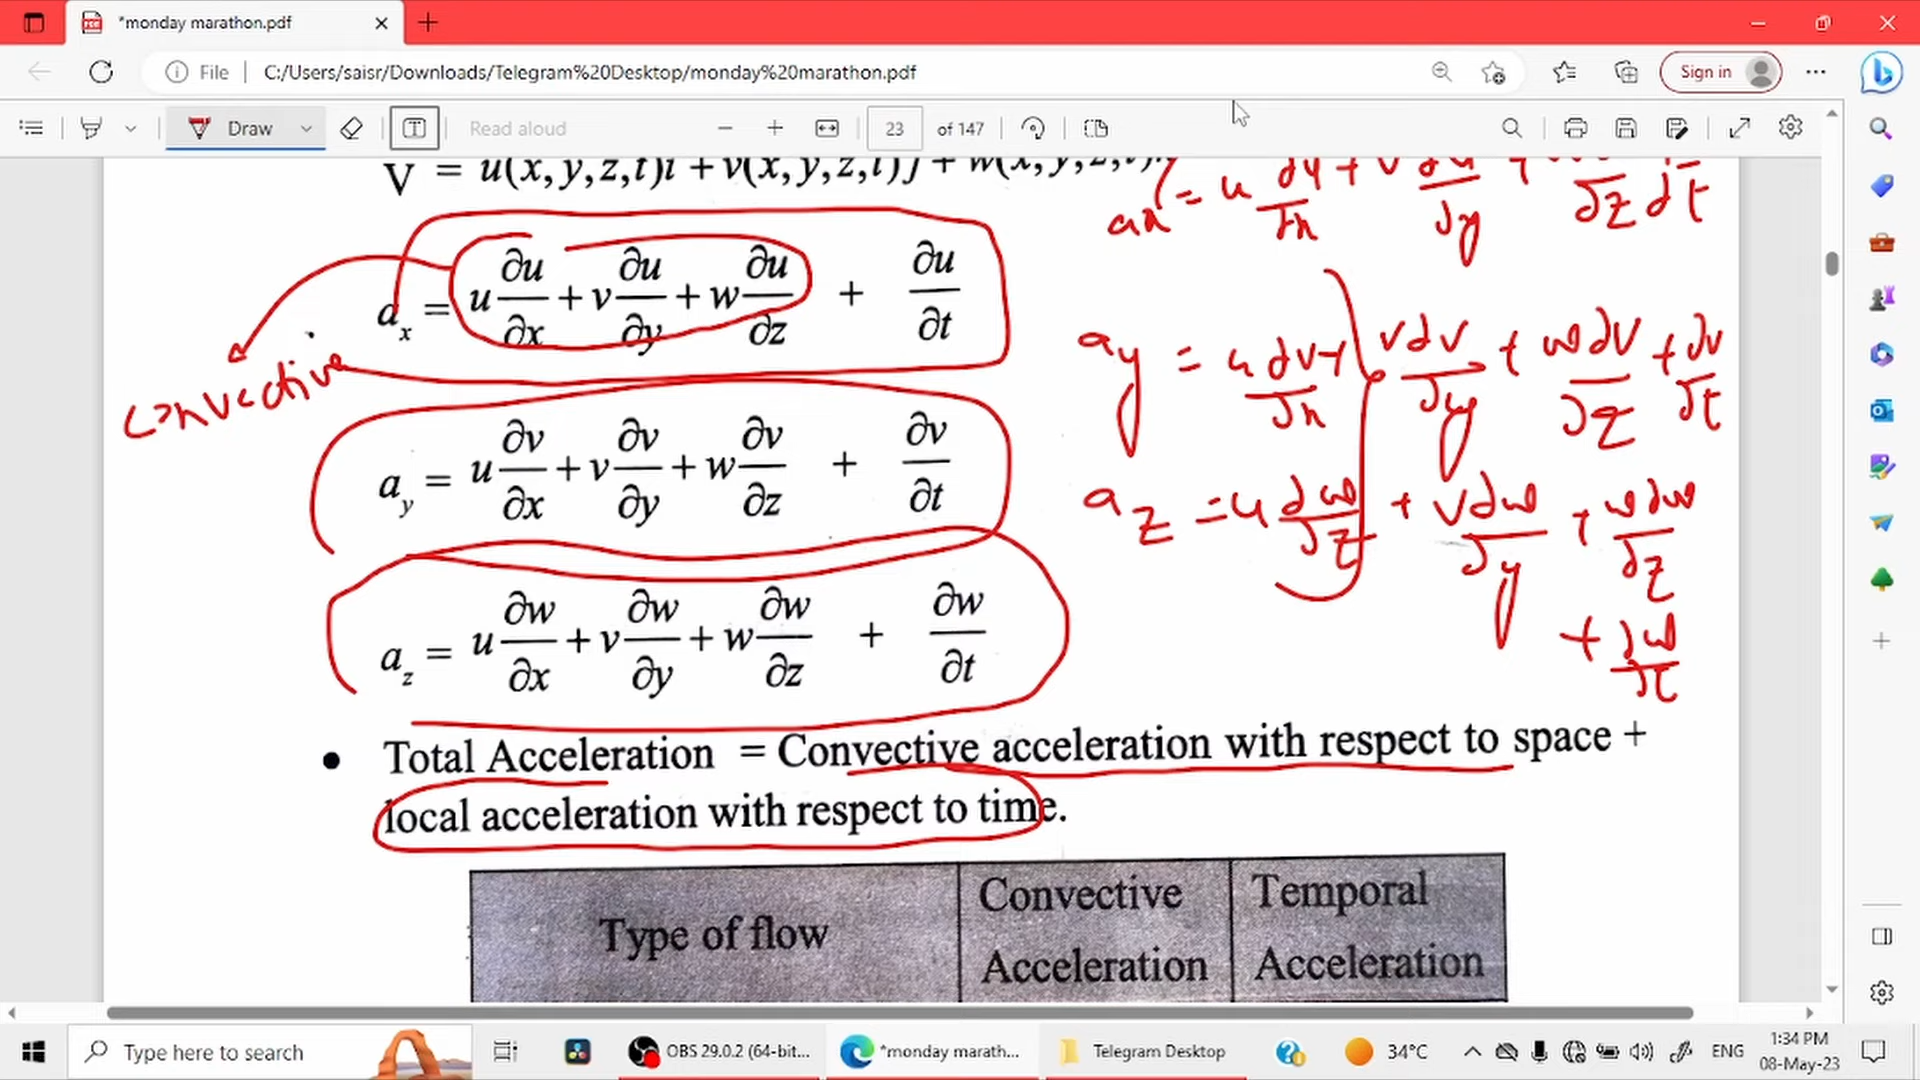 *monday marathon.pdf
File
C:/Users/saisr/Downloads/Telegram%20Desktop/monday%20marathon.pdf
Sign in
Draw
Read aloud
23 of 147
V = u(x,y,z,t)i + v(x,y,z,t)j + w(x,y,z,t)
ax = u ∂u/∂x + v ∂u/∂y + ∂z ∂t
a_x = u ∂u/∂x + v ∂u/∂y + w ∂u/∂z + ∂u/∂t
convective
ay = u ∂v/∂x + v ∂v/∂y + w ∂v/∂z + ∂v/∂t
a_y = u ∂v/∂x + v ∂v/∂y + w ∂v/∂z + ∂v/∂t
az = u ∂w/∂z + v ∂w/∂y + w ∂w/∂z
+ ∂w/∂t
a_z = u ∂w/∂x + v ∂w/∂y + w ∂w/∂z + ∂w/∂t
• Total Acceleration = Convective acceleration with respect to space +
local acceleration with respect to time.
Type of flow
Convective
Acceleration
Temporal
Acceleration
Type here to search
OBS 29.0.2 (64-bit...
*monday marath...
Telegram Desktop
34°C
ENG
1:34 PM
08-May-23